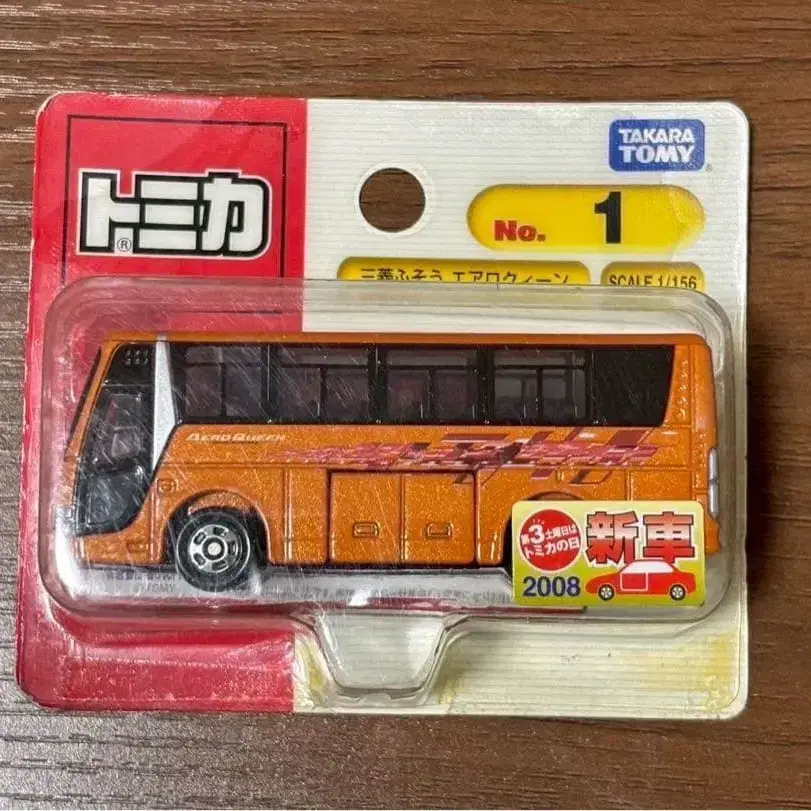 トミカ
®
TAKARA
TOMY
No. 1
三菱ふそう エアロクィーン
SCALE 1/156
AERO QUEEN
第3土曜日は
トミカの日
新車
2008
TOMY